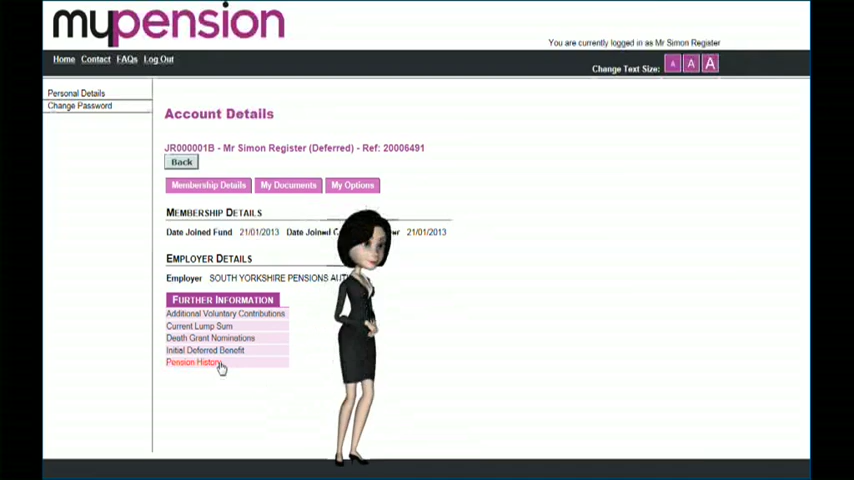 mypension
You are currently logged in as Mr Simon Register
Home Contact FAQs Log Out
Change Text Size: A A A
Personal Details
Change Password
Account Details
JR000001B - Mr Simon Register (Deferred) - Ref: 20006491
Back
Membership Details My Documents My Options
MEMBERSHIP DETAILS
Date Joined Fund 21/01/2013 Date Joined 21/01/2013
EMPLOYER DETAILS
Employer SOUTH YORKSHIRE PENSIONS
FURTHER INFORMATION
Additional Voluntary Contributions
Current Lump Sum
Death Grant Nominations
Initial Deferred Benefit
Pension History